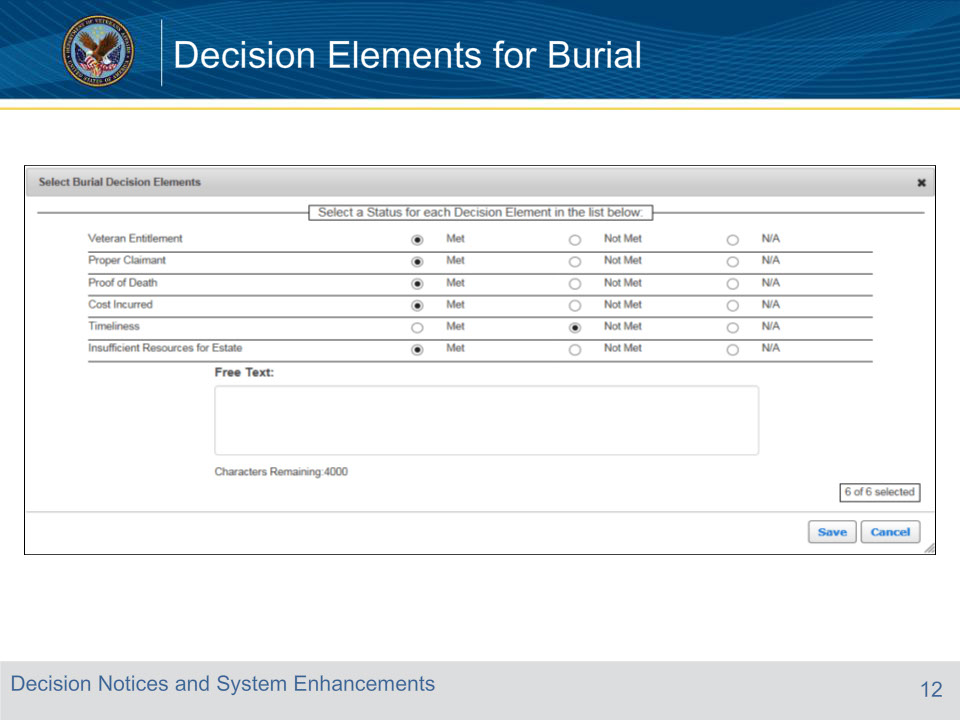 Decision Elements for Burial
Select Burial Decision Elements
Select a Status for each Decision Element in the list below:
Veteran Entitlement Met Not Met N/A
Proper Claimant Met Not Met N/A
Proof of Death Met Not Met N/A
Cost Incurred Met Not Met N/A
Timeliness Met Not Met N/A
Insufficient Resources for Estate Met Not Met N/A
Free Text:
Characters Remaining:4000
6 of 6 selected
Save Cancel
Decision Notices and System Enhancements
12